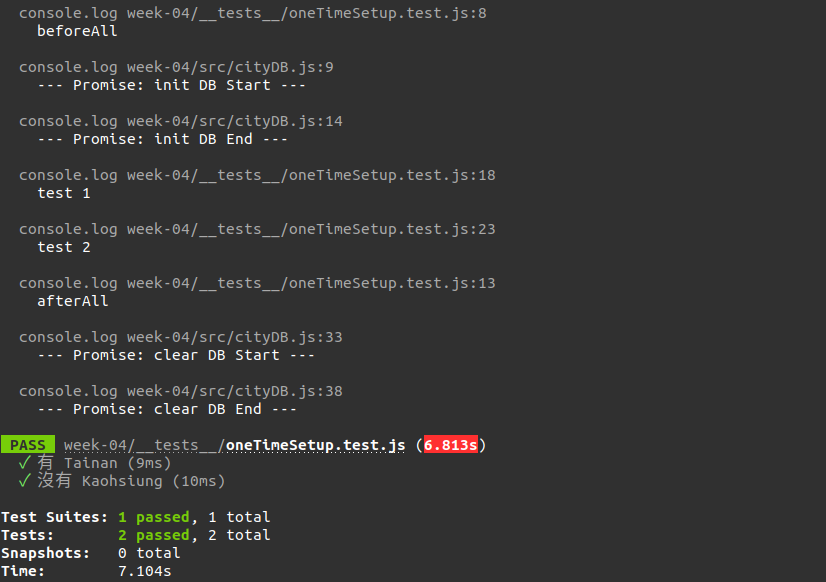 console.log week-04/__tests__/oneTimeSetup.test.js:8
beforeAll
console.log week-04/src/cityDB.js:9
--- Promise: init DB Start ---
console.log week-04/src/cityDB.js:14
--- Promise: init DB End ---
console.log week-04/__tests__/oneTimeSetup.test.js:18
test 1
console.log week-04/__tests__/oneTimeSetup.test.js:23
test 2
console.log week-04/__tests__/oneTimeSetup.test.js:13
afterAll
console.log week-04/src/cityDB.js:33
--- Promise: clear DB Start ---
console.log week-04/src/cityDB.js:38
--- Promise: clear DB End ---
PASS week-04/__tests__/oneTimeSetup.test.js (6.813s)
✓ 有 Tainan (9ms)
✓ 沒有 Kaohsiung (10ms)
Test Suites: 1 passed, 1 total
Tests: 2 passed, 2 total
Snapshots: 0 total
Time: 7.104s